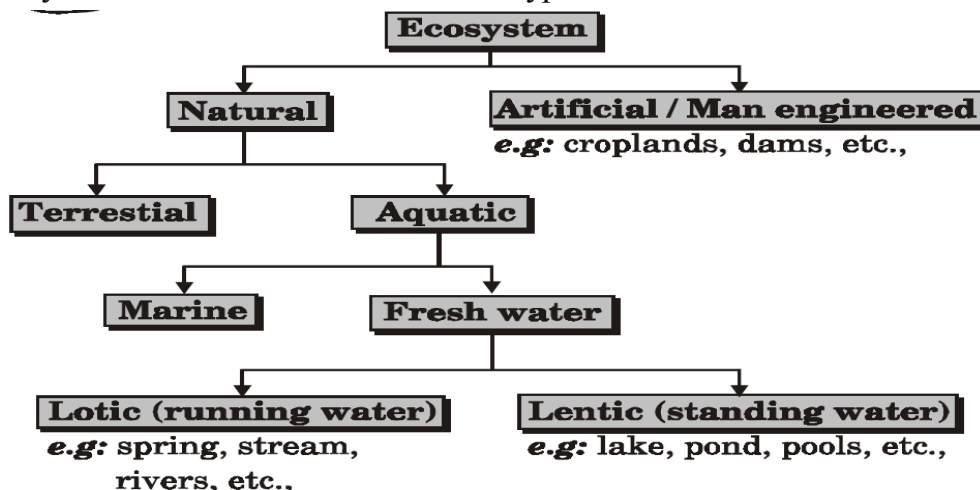 Ecosystem
Natural
Artificial / Man engineered
e.g: croplands, dams, etc.,
Terrestial
Aquatic
Marine
Fresh water
Lotic (running water)
e.g: spring, stream,
rivers, etc.,
Lentic (standing water)
e.g: lake, pond, pools, etc.,